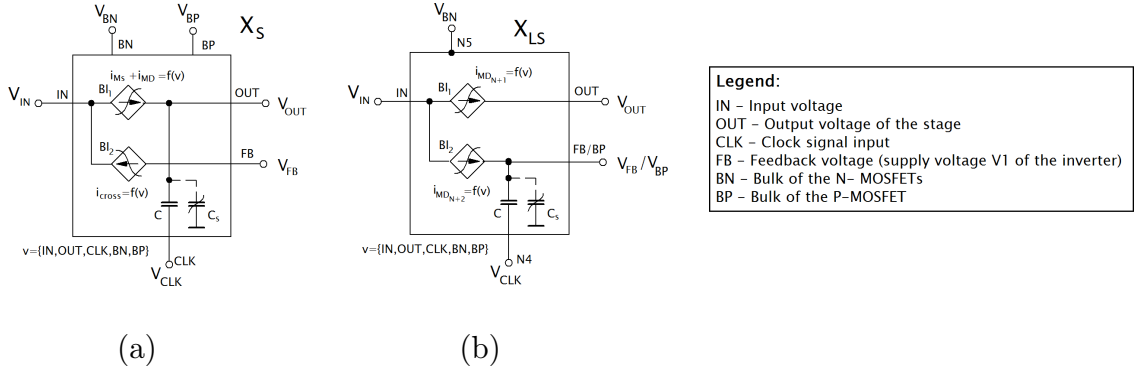 V_BN
V_BP
X_S
BN
BP
i_Ms + i_MD = f(v)
V_IN
IN
BI_1
OUT
V_OUT
BI_2
FB
V_FB
i_cross=f(v)
C
C_s
v={IN,OUT,CLK,BN,BP}
CLK
V_CLK
(a)
V_BN
X_LS
N5
i_MD_N+1=f(v)
V_IN
IN
BI_1
OUT
V_OUT
BI_2
FB/BP
V_FB/V_BP
i_MD_N+2=f(v)
C
C_s
v={IN,OUT,CLK,BN,BP}
N4
V_CLK
(b)
Legend:
IN – Input voltage
OUT – Output voltage of the stage
CLK – Clock signal input
FB – Feedback voltage (supply voltage V1 of the inverter)
BN – Bulk of the N- MOSFETs
BP – Bulk of the P-MOSFET